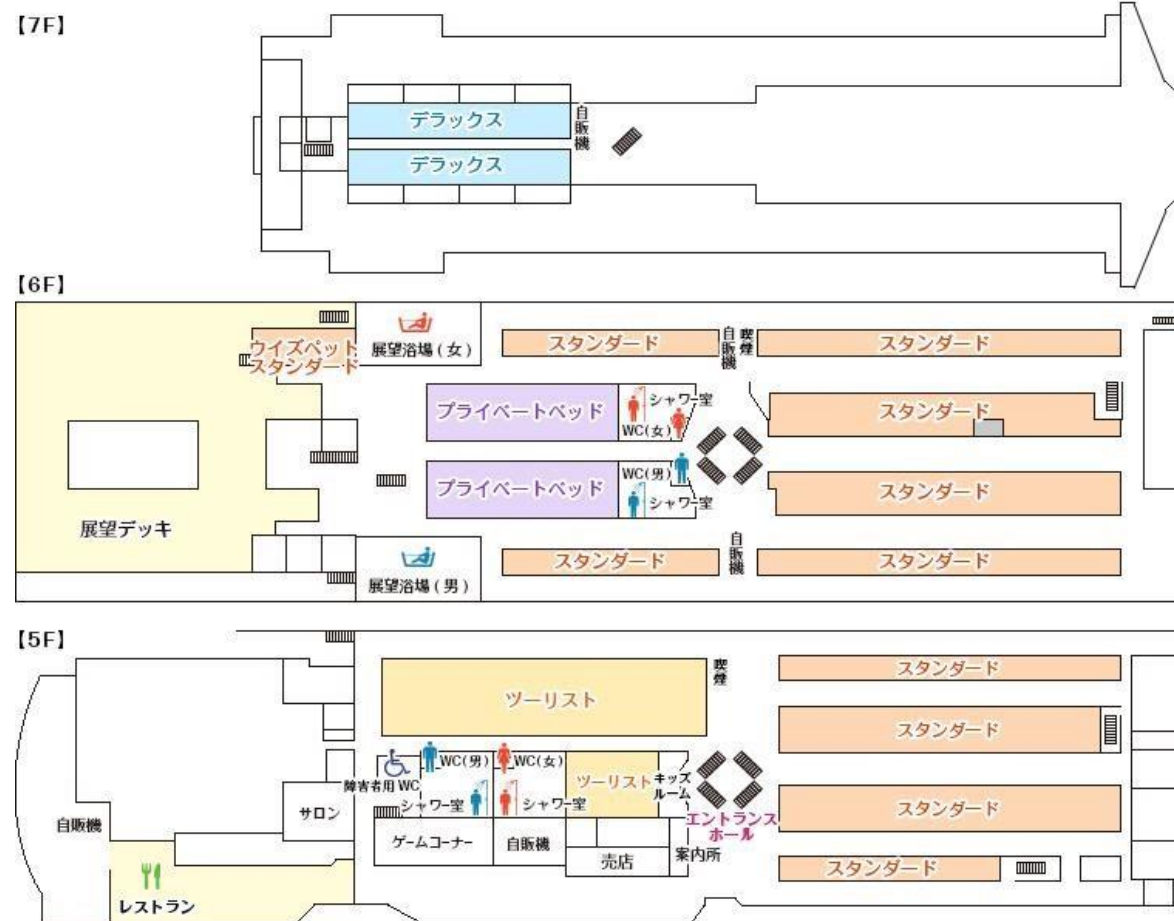 【7F】
デラックス
デラックス
自販機
【6F】
ウイズペット
スタンダード
展望浴場(女)
スタンダード
自販機
喫煙
スタンダード
プライベートベッド
シャワー室
WC(女)
スタンダード
プライベートベッド
WC(男)
シャワー室
スタンダード
展望デッキ
展望浴場(男)
スタンダード
自販機
スタンダード
【5F】
ツーリスト
喫煙
スタンダード
スタンダード
障害者用WC
WC(男)
シャワー室
WC(女)
シャワー室
ツーリスト
キッズ
ルーム
エントランス
ホール
スタンダード
自販機
サロン
ゲームコーナー
自販機
売店
案内所
スタンダード
レストラン